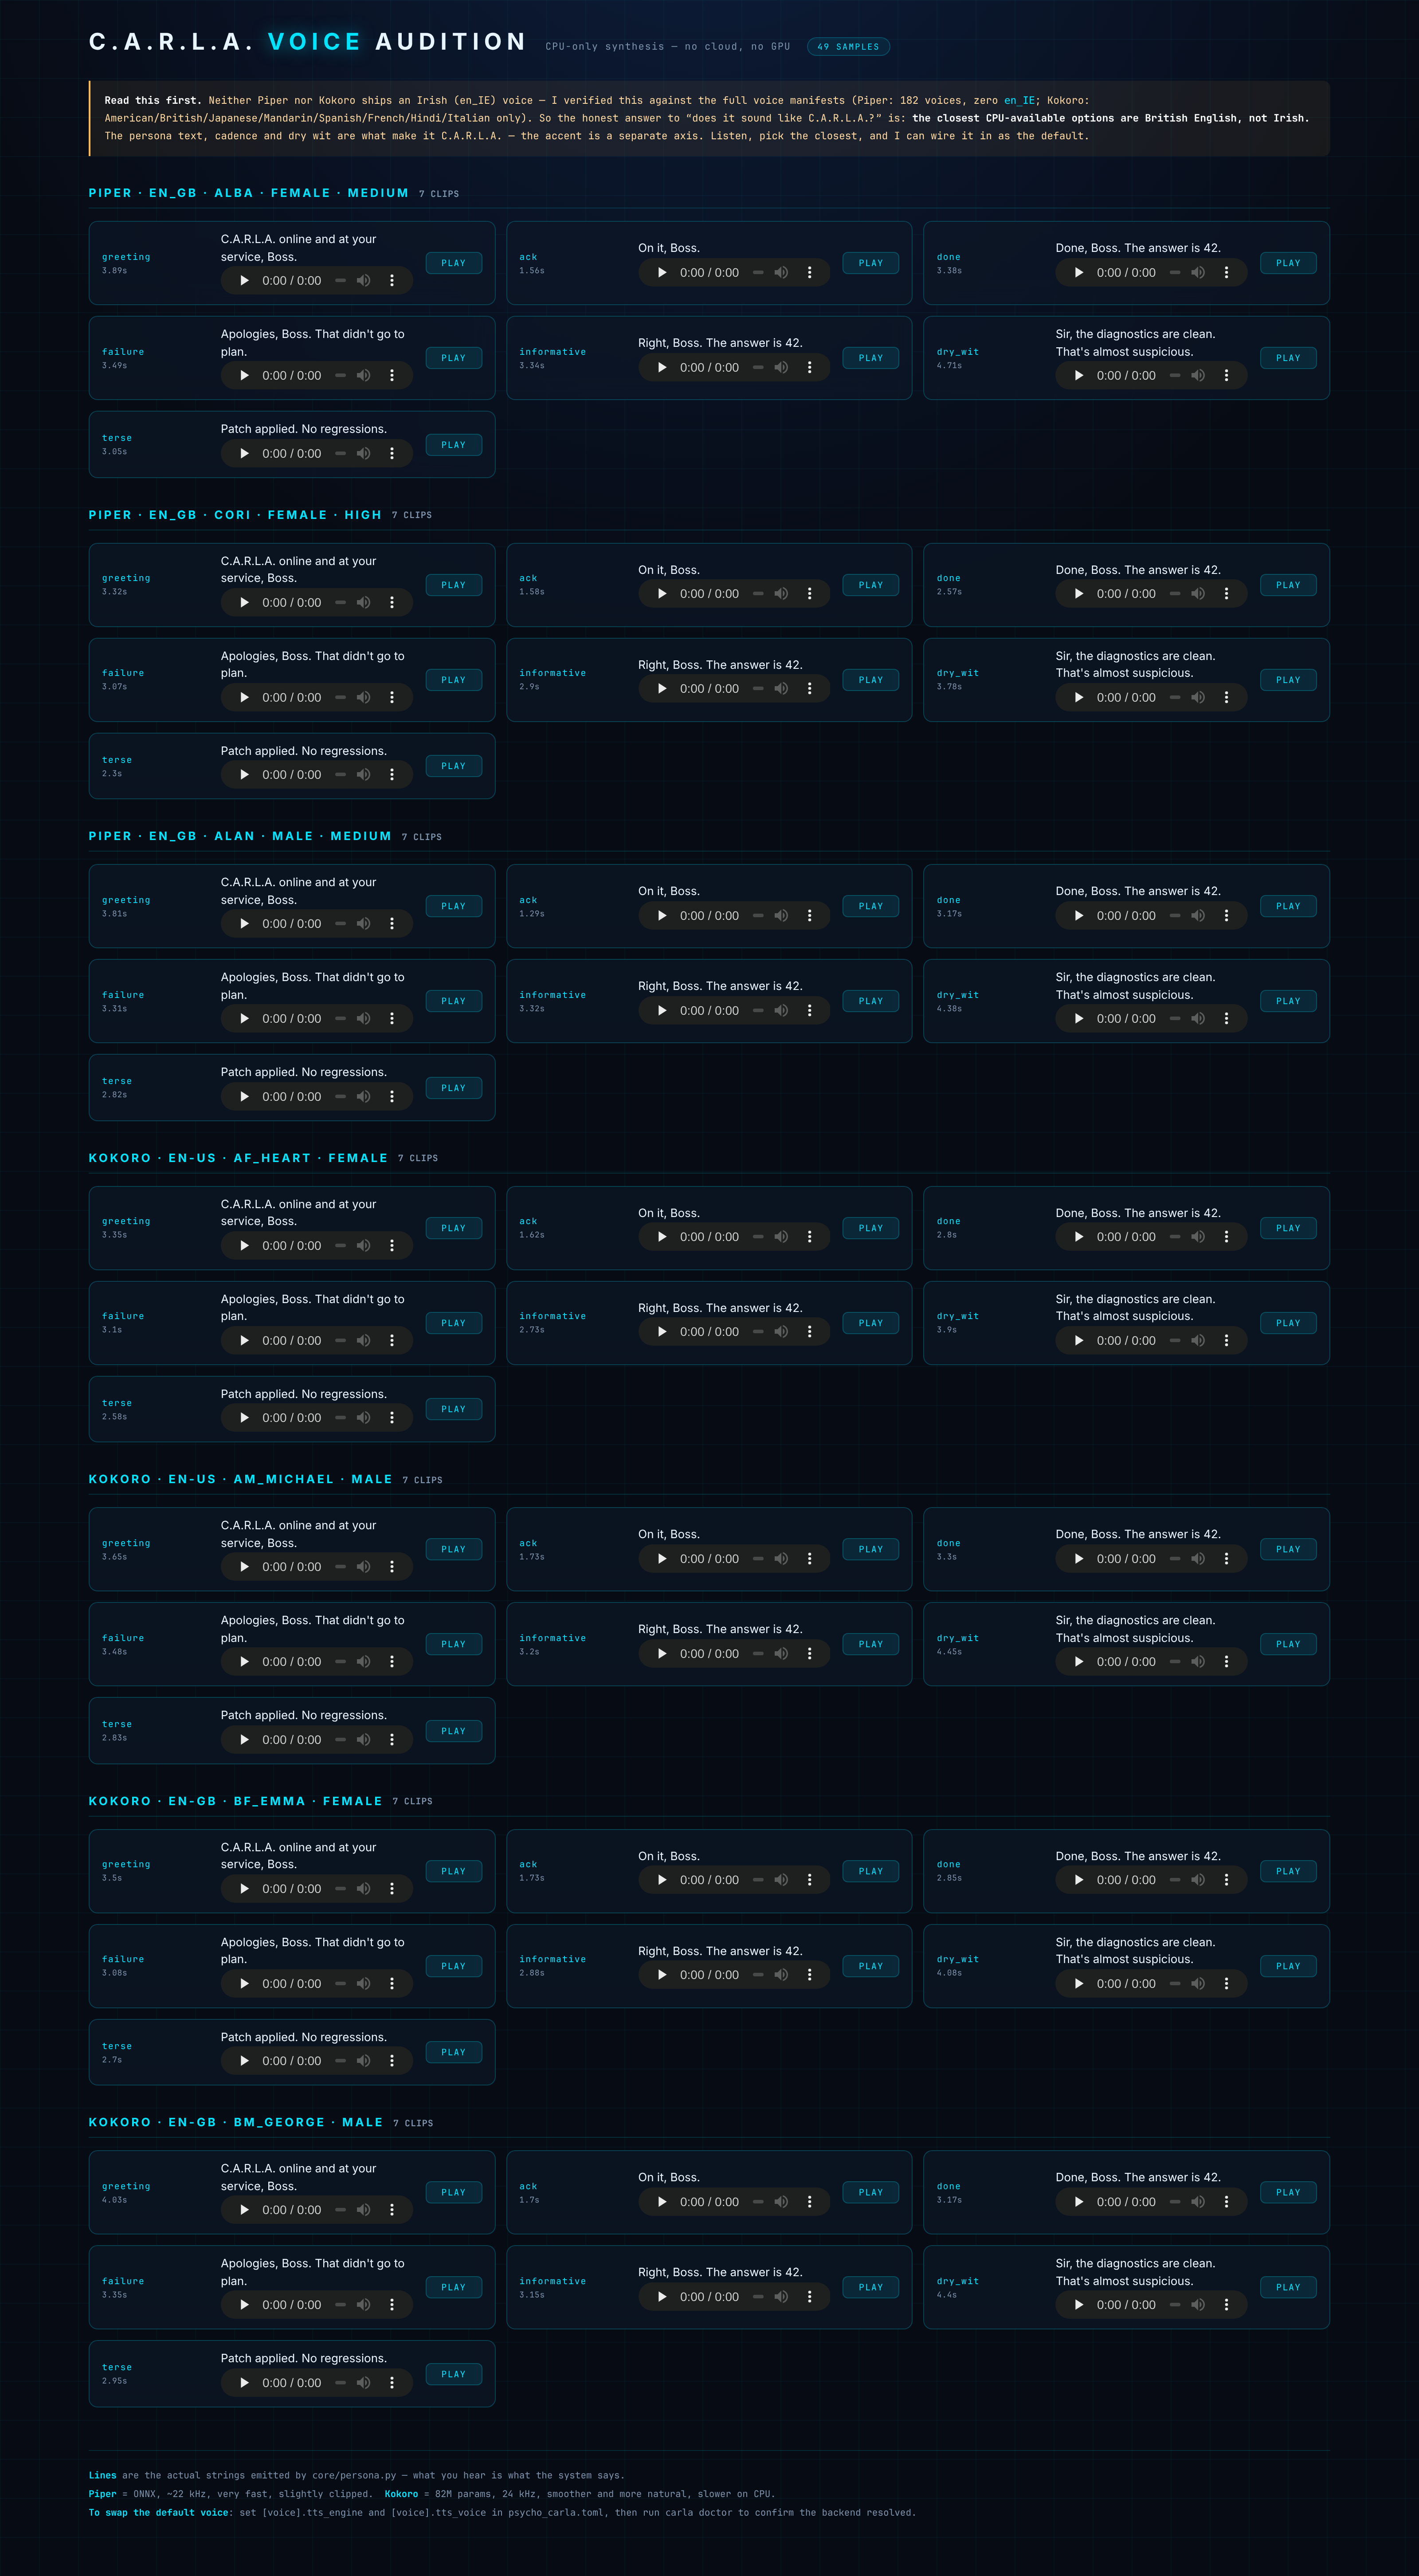 C.A.R.L.A. VOICE AUDITION CPU-only synthesis — no cloud, no GPU 49 SAMPLES
Read this first. Neither Piper nor Kokoro ships an Irish (en_IE) voice — I verified this against the full voice manifests (Piper: 182 voices, zero en_IE; Kokoro:
American/British/Japanese/Mandarin/Spanish/French/Hindi/Italian only). So the honest answer to “does it sound like C.A.R.L.A.?” is: the closest CPU-available options are British English, not Irish.
The persona text, cadence and dry wit are what make it C.A.R.L.A. — the accent is a separate axis. Listen, pick the closest, and I can wire it in as the default.
PIPER · EN_GB · ALBA · FEMALE · MEDIUM 7 CLIPS
greeting
3.89s
C.A.R.L.A. online and at your
service, Boss.
0:00 / 0:00
PLAY
ack
1.56s
On it, Boss.
0:00 / 0:00
PLAY
done
3.38s
Done, Boss. The answer is 42.
0:00 / 0:00
PLAY
failure
3.49s
Apologies, Boss. That didn't go to
plan.
0:00 / 0:00
PLAY
informative
3.34s
Right, Boss. The answer is 42.
0:00 / 0:00
PLAY
dry_wit
4.71s
Sir, the diagnostics are clean.
That's almost suspicious.
0:00 / 0:00
PLAY
terse
3.05s
Patch applied. No regressions.
0:00 / 0:00
PLAY
PIPER · EN_GB · CORI · FEMALE · HIGH 7 CLIPS
greeting
3.32s
C.A.R.L.A. online and at your
service, Boss.
0:00 / 0:00
PLAY
ack
1.58s
On it, Boss.
0:00 / 0:00
PLAY
done
2.57s
Done, Boss. The answer is 42.
0:00 / 0:00
PLAY
failure
3.07s
Apologies, Boss. That didn't go to
plan.
0:00 / 0:00
PLAY
informative
2.9s
Right, Boss. The answer is 42.
0:00 / 0:00
PLAY
dry_wit
3.78s
Sir, the diagnostics are clean.
That's almost suspicious.
0:00 / 0:00
PLAY
terse
2.3s
Patch applied. No regressions.
0:00 / 0:00
PLAY
PIPER · EN_GB · ALAN · MALE · MEDIUM 7 CLIPS
greeting
3.81s
C.A.R.L.A. online and at your
service, Boss.
0:00 / 0:00
PLAY
ack
1.29s
On it, Boss.
0:00 / 0:00
PLAY
done
3.17s
Done, Boss. The answer is 42.
0:00 / 0:00
PLAY
failure
3.31s
Apologies, Boss. That didn't go to
plan.
0:00 / 0:00
PLAY
informative
3.32s
Right, Boss. The answer is 42.
0:00 / 0:00
PLAY
dry_wit
4.38s
Sir, the diagnostics are clean.
That's almost suspicious.
0:00 / 0:00
PLAY
terse
2.82s
Patch applied. No regressions.
0:00 / 0:00
PLAY
KOKORO · EN-US · AF_HEART · FEMALE 7 CLIPS
greeting
3.35s
C.A.R.L.A. online and at your
service, Boss.
0:00 / 0:00
PLAY
ack
1.62s
On it, Boss.
0:00 / 0:00
PLAY
done
2.8s
Done, Boss. The answer is 42.
0:00 / 0:00
PLAY
failure
3.1s
Apologies, Boss. That didn't go to
plan.
0:00 / 0:00
PLAY
informative
2.73s
Right, Boss. The answer is 42.
0:00 / 0:00
PLAY
dry_wit
3.9s
Sir, the diagnostics are clean.
That's almost suspicious.
0:00 / 0:00
PLAY
terse
2.58s
Patch applied. No regressions.
0:00 / 0:00
PLAY
KOKORO · EN-US · AM_MICHAEL · MALE 7 CLIPS
greeting
3.65s
C.A.R.L.A. online and at your
service, Boss.
0:00 / 0:00
PLAY
ack
1.73s
On it, Boss.
0:00 / 0:00
PLAY
done
3.3s
Done, Boss. The answer is 42.
0:00 / 0:00
PLAY
failure
3.48s
Apologies, Boss. That didn't go to
plan.
0:00 / 0:00
PLAY
informative
3.2s
Right, Boss. The answer is 42.
0:00 / 0:00
PLAY
dry_wit
4.45s
Sir, the diagnostics are clean.
That's almost suspicious.
0:00 / 0:00
PLAY
terse
2.83s
Patch applied. No regressions.
0:00 / 0:00
PLAY
KOKORO · EN-GB · BF_EMMA · FEMALE 7 CLIPS
greeting
3.5s
C.A.R.L.A. online and at your
service, Boss.
0:00 / 0:00
PLAY
ack
1.73s
On it, Boss.
0:00 / 0:00
PLAY
done
2.85s
Done, Boss. The answer is 42.
0:00 / 0:00
PLAY
failure
3.08s
Apologies, Boss. That didn't go to
plan.
0:00 / 0:00
PLAY
informative
2.88s
Right, Boss. The answer is 42.
0:00 / 0:00
PLAY
dry_wit
4.08s
Sir, the diagnostics are clean.
That's almost suspicious.
0:00 / 0:00
PLAY
terse
2.7s
Patch applied. No regressions.
0:00 / 0:00
PLAY
KOKORO · EN-GB · BM_GEORGE · MALE 7 CLIPS
greeting
4.03s
C.A.R.L.A. online and at your
service, Boss.
0:00 / 0:00
PLAY
ack
1.7s
On it, Boss.
0:00 / 0:00
PLAY
done
3.17s
Done, Boss. The answer is 42.
0:00 / 0:00
PLAY
failure
3.35s
Apologies, Boss. That didn't go to
plan.
0:00 / 0:00
PLAY
informative
3.15s
Right, Boss. The answer is 42.
0:00 / 0:00
PLAY
dry_wit
4.4s
Sir, the diagnostics are clean.
That's almost suspicious.
0:00 / 0:00
PLAY
terse
2.95s
Patch applied. No regressions.
0:00 / 0:00
PLAY
Lines are the actual strings emitted by core/persona.py — what you hear is what the system says.
Piper = ONNX, ~22 kHz, very fast, slightly clipped. Kokoro = 82M params, 24 kHz, smoother and more natural, slower on CPU.
To swap the default voice: set [voice].tts_engine and [voice].tts_voice in psycho_carla.toml, then run carla doctor to confirm the backend resolved.